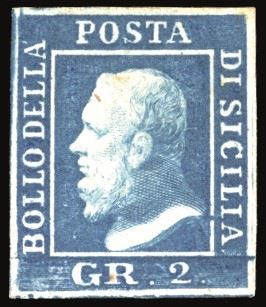 BOLLO DELLA
POSTA
DI SICILIA
GR. 2.